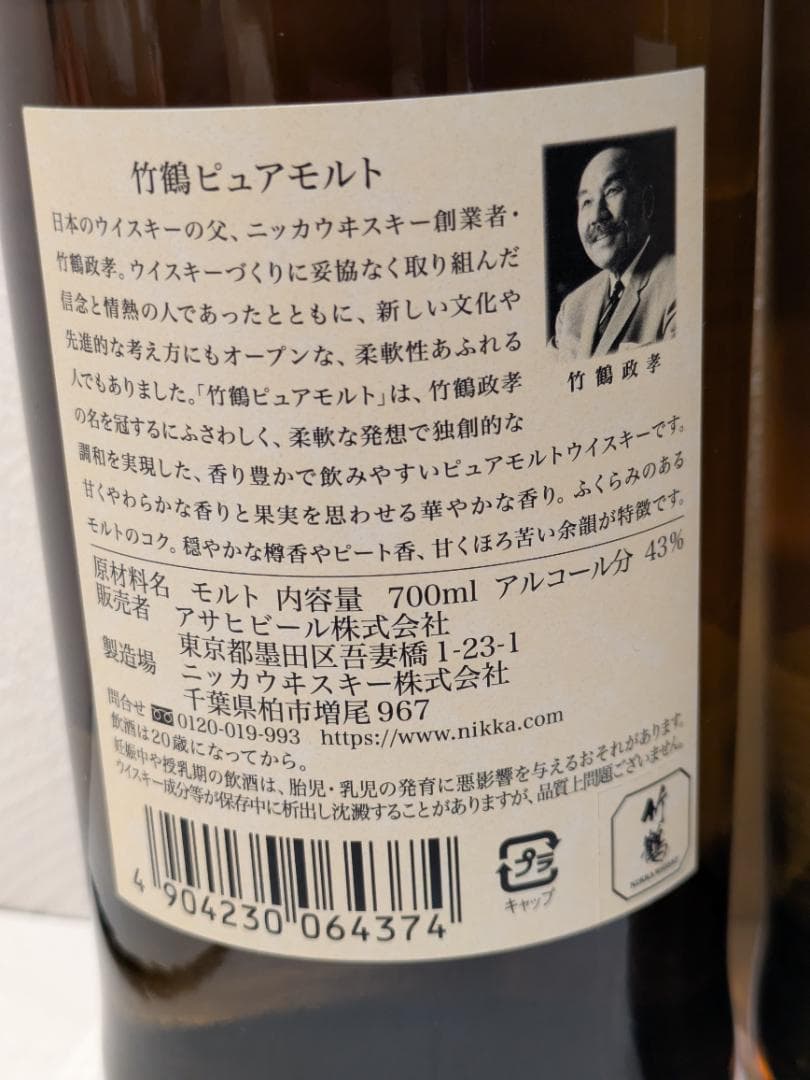 竹鶴ピュアモルト
日本のウイスキーの父、ニッカウヰスキー創業者・
竹鶴政孝。ウイスキーづくりに妥協なく取り組んだ
信念と情熱の人であったとともに、新しい文化や
先進的な考え方にもオープンな、柔軟性あふれる
人でもありました。「竹鶴ピュアモルト」は、竹鶴政孝
の名を冠するにふさわしく、柔軟な発想で独創的な
調和を実現した、香り豊かで飲みやすいピュアモルトウイスキーです。
甘くやわらかな香りと果実を思わせる華やかな香り。ふくらみのある
モルトのコク。穏やかな樽香やピート香、甘くほろ苦い余韻が特徴です。
竹鶴政孝
原材料名 モルト 内容量 700ml アルコール分 43%
販売者 アサヒビール株式会社
東京都墨田区吾妻橋1-23-1
製造場 ニッカウヰスキー株式会社
千葉県柏市増尾967
問合せ 0120-019-993 https://www.nikka.com
飲酒は20歳になってから。
妊娠中や授乳期の飲酒は、胎児・乳児の発育に悪影響を与えるおそれがあります。
ウイスキー成分等が保存中に析出し沈澱することがありますが、品質上問題ございません。
4 904230 064374
プラ
キャップ
竹鶴